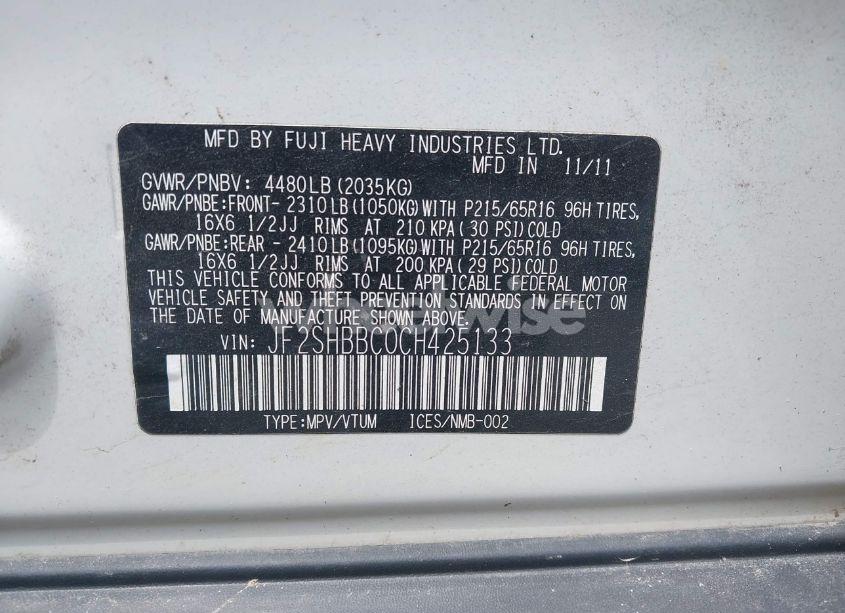 MFD BY FUJI HEAVY INDUSTRIES LTD.
MFD IN 11/11
GVWR/PNBV: 4480LB(2035KG)
GAWR/PNBE:FRONT- 2310LB(1050KG)WITH P215/65R16 96H TIRES,
16X6 1/2JJ RIMS AT 210 KPA(30 PSI)COLD
GAWR/PNBE:REAR - 2410LB(1095KG)WITH P215/65R16 96H TIRES,
16X6 1/2JJ RIMS AT 200 KPA(29 PSI)COLD
THIS VEHICLE CONFORMS TO ALL APPLICABLE FEDERAL MOTOR
VEHICLE SAFETY AND THEFT PREVENTION STANDARDS IN EFFECT ON
THE DATE OF MANUFACTURE SHOWN ABOVE.
VIN: JF2SHBBC0CH425133
TYPE:MPV/VTUM ICES/NMB-002